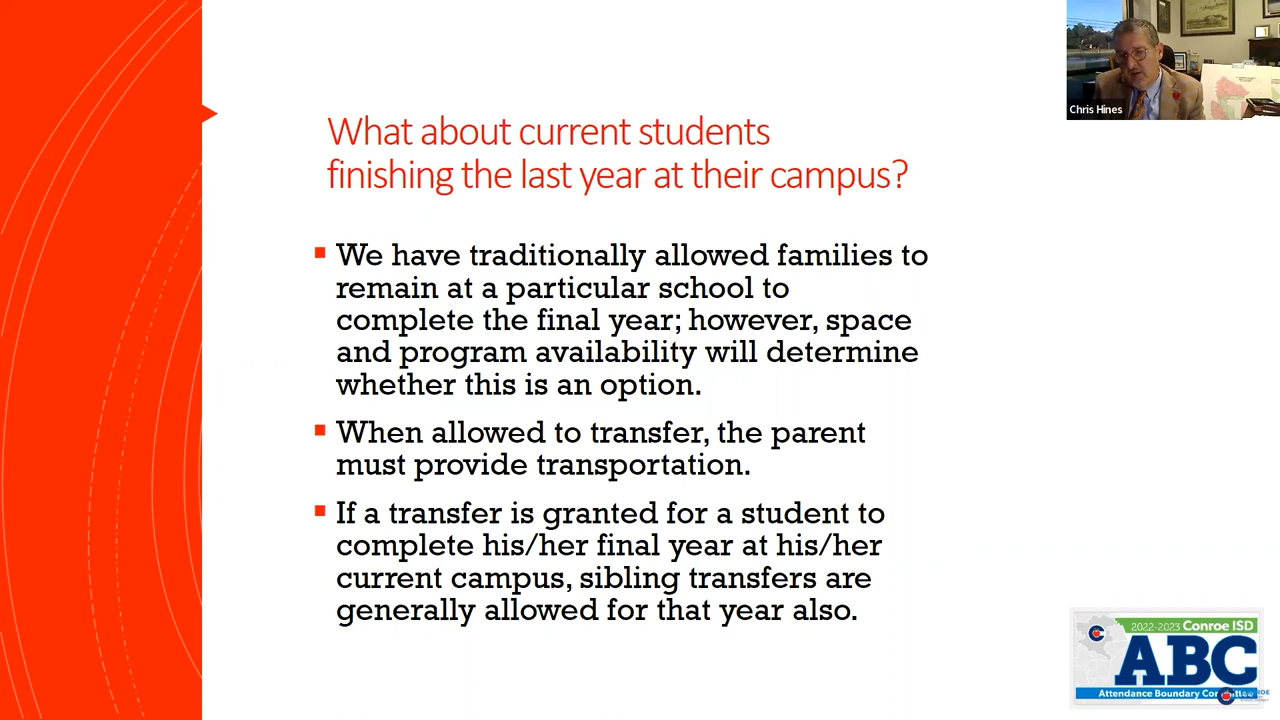 Chris Hines
What about current students
finishing the last year at their campus?
We have traditionally allowed families to
remain at a particular school to
complete the final year; however, space
and program availability will determine
whether this is an option.
When allowed to transfer, the parent
must provide transportation.
If a transfer is granted for a student to
complete his/her final year at his/her
current campus, sibling transfers are
generally allowed for that year also.
2022-2023 Conroe ISD
ABC
Attendance Boundary Committee